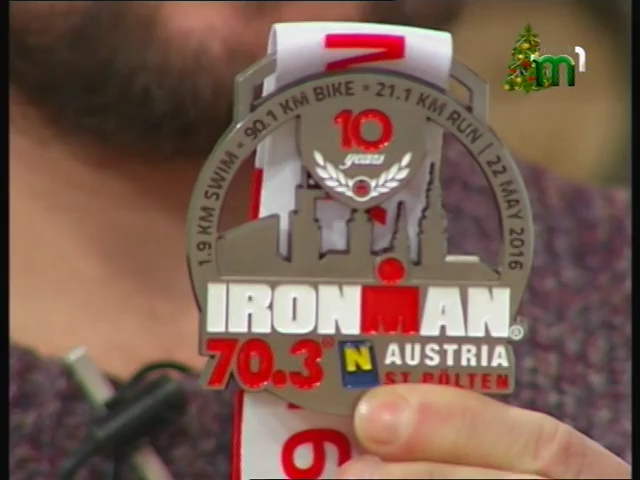 m1
1.9 KM SWIM • 90.1 KM BIKE • 21.1 KM RUN | 22 MAY 2016
10
years
IRONMAN®
70.3® N AUSTRIA
ST. PÖLTEN